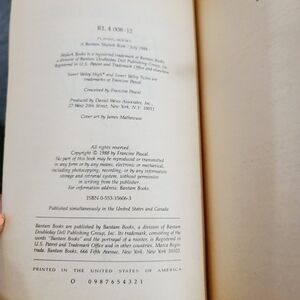 RL 4 008-12
A Bantam Skylark Book / July 1988
Skylark Books is a registered trademark of Bantam Books,
a division of Bantam Doubleday Dell Publishing Group, Inc.
Registered in U.S. Patent and Trademark Office and elsewhere.
Sweet Valley High® and Sweet Valley Twins are
trademarks of Francine Pascal.
Conceived by Francine Pascal.
Produced by Daniel Weiss Associates, Inc.
27 West 20th Street, New York, N.Y. 10011
Cover art by James Mathewuse
All rights reserved.
Copyright © 1988 by Francine Pascal.
No part of this book may be reproduced or transmitted
in any form or by any means, electronic or mechanical,
including photocopying, recording, or by any information
storage and retrieval system, without permission
in writing from the publisher.
For information address: Bantam Books.
ISBN 0-553-15606-3
Published simultaneously in the United States and Canada
Bantam Books are published by Bantam Books, a division of Bantam
Doubleday Dell Publishing Group, Inc. Its trademark, consisting of the
words "Bantam Books" and the portrayal of a rooster, is Registered in
U.S. Patent and Trademark Office and in other countries. Marca Regis-
trada. Bantam Books, 666 Fifth Avenue, New York, New York 10103.
PRINTED IN THE UNITED STATES OF AMERICA
O 0987654321